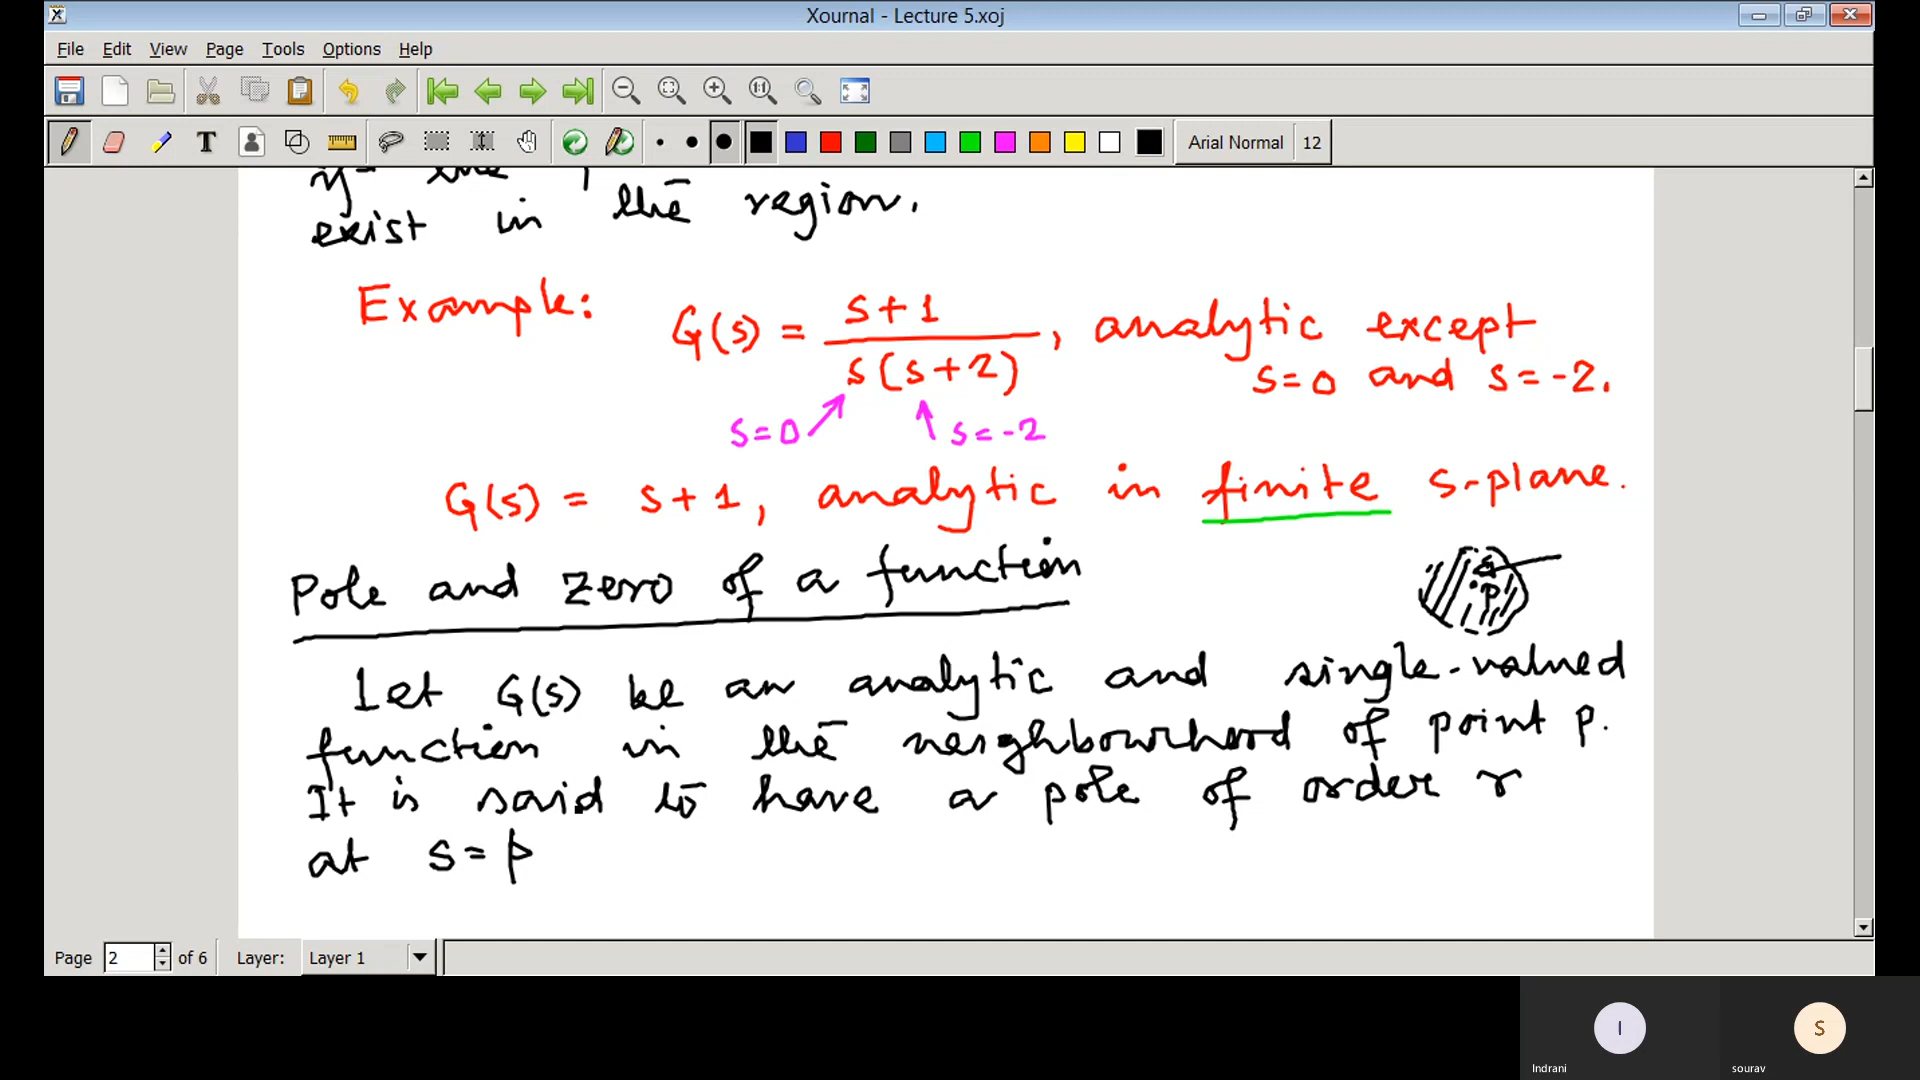 Xournal - Lecture 5.xoj
File Edit View Page Tools Options Help
Arial Normal 12
the
exist in the region.
Example: G(s) = s+1 / s(s+2), analytic except
s=0 and s=-2.
s=0 s=-2
G(s) = s+1, analytic in finite s-plane.
Pole and zero of a function
p
Let G(s) be an analytic and single-valued
function in the neighbourhood of point p.
It is said to have a pole of order r
at s=p
Page 2 of 6 Layer: Layer 1
I S
Indrani sourav